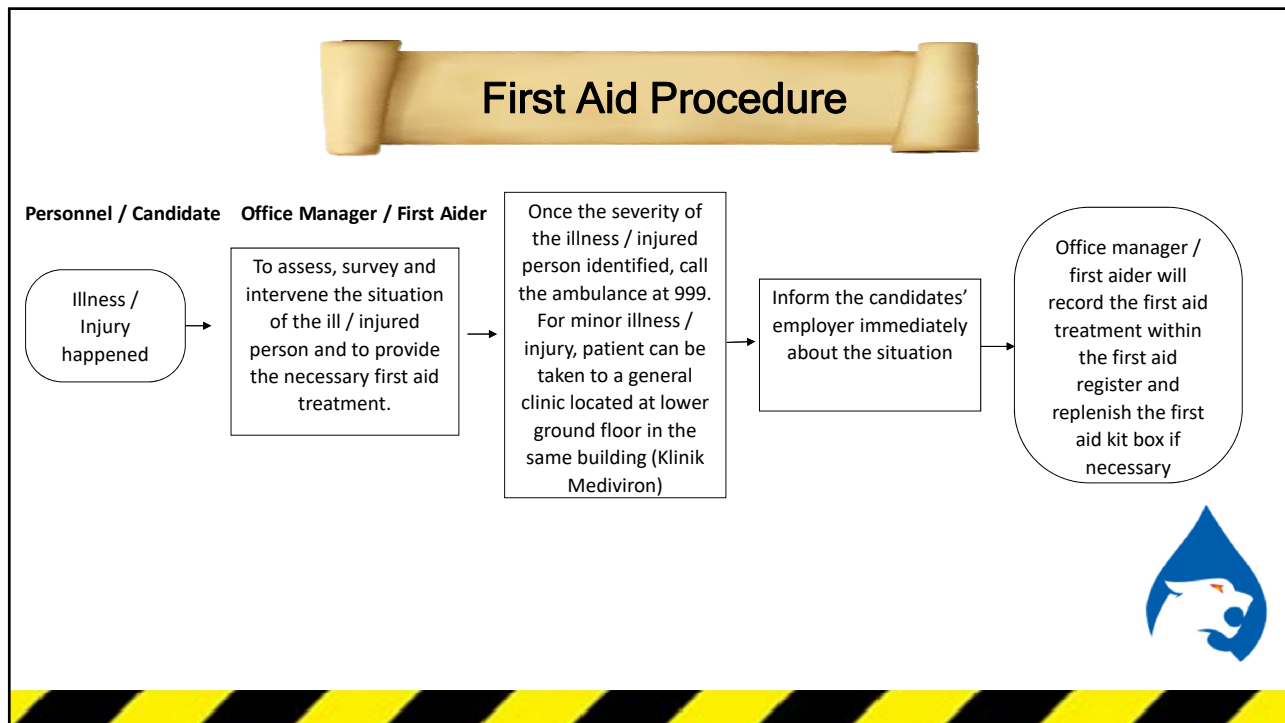 First Aid Procedure
Personnel / Candidate
Illness /
Injury
happened
Office Manager / First Aider
To assess, survey and
intervene the situation
of the ill / injured
person and to provide
the necessary first aid
treatment.
Once the severity of
the illness / injured
person identified, call
the ambulance at 999.
For minor illness /
injury, patient can be
taken to a general
clinic located at lower
ground floor in the
same building (Klinik
Mediviron)
Inform the candidates’
employer immediately
about the situation
Office manager /
first aider will
record the first aid
treatment within
the first aid
register and
replenish the first
aid kit box if
necessary